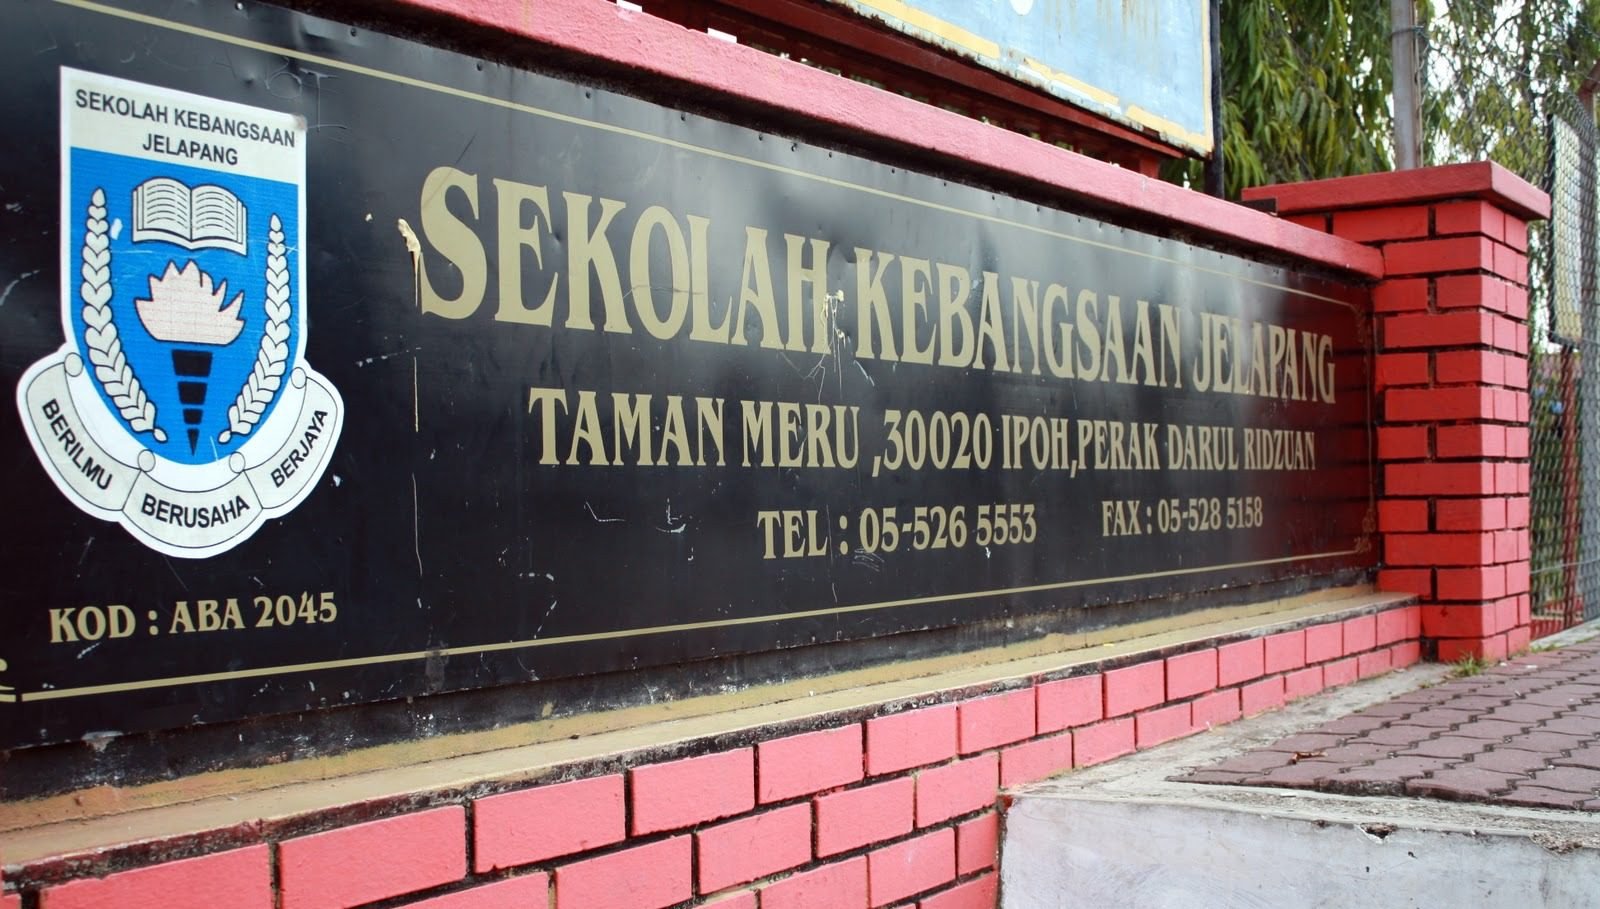 SEKOLAH KEBANGSAAN
JELAPANG
BERILMU
BERUSAHA
BERJAYA
KOD : ABA 2045
SEKOLAH KEBANGSAAN JELAPANG
TAMAN MERU ,30020 IPOH,PERAK DARUL RIDZUAN
TEL : 05-526 5553 FAX : 05-528 5158